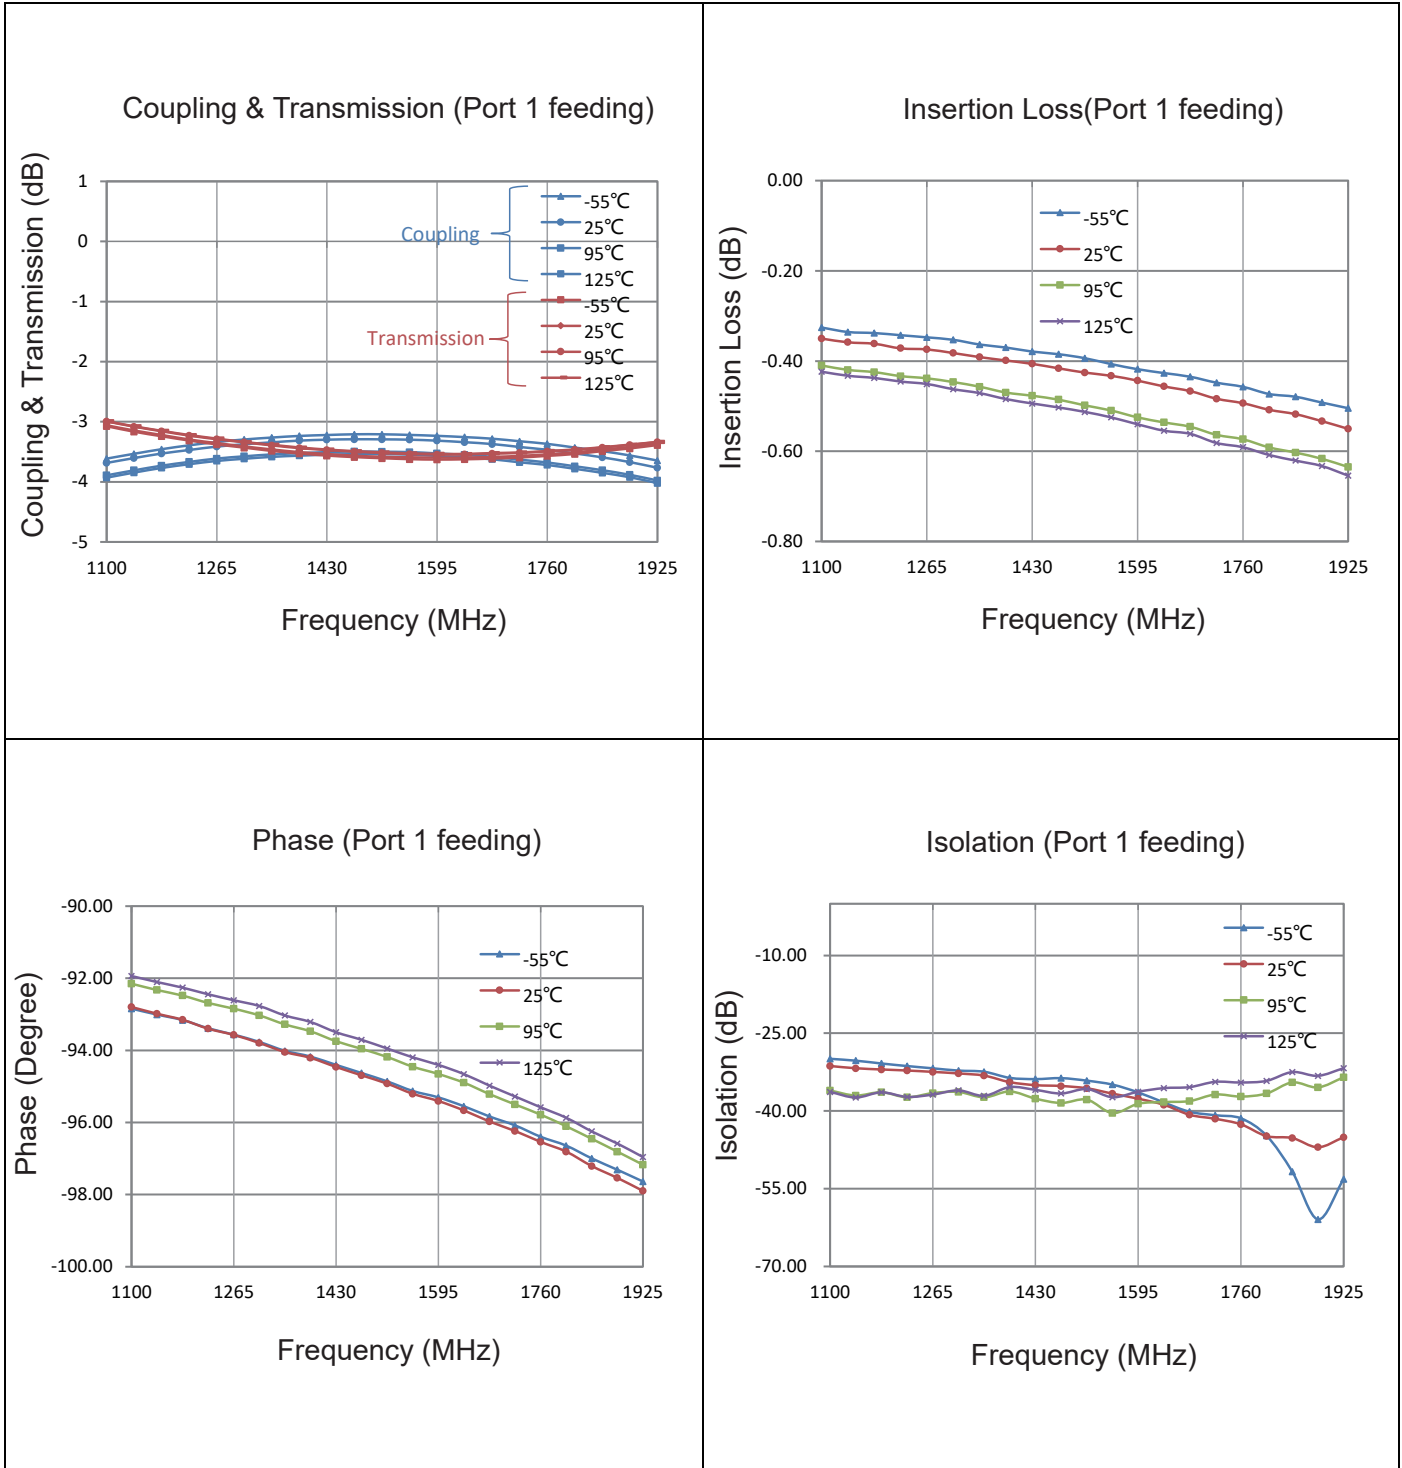 Coupling & Transmission (Port 1 feeding)
Coupling & Transmission (dB)
1
0
-1
-2
-3
-4
-5
Coupling
-55℃
25℃
95℃
125℃
Transmission
-55℃
25℃
95℃
125℃
1100 1265 1430 1595 1760 1925
Frequency (MHz)
Insertion Loss(Port 1 feeding)
Insertion Loss (dB)
0.00
-0.20
-0.40
-0.60
-0.80
-55℃
25℃
95℃
125℃
1100 1265 1430 1595 1760 1925
Frequency (MHz)
Phase (Port 1 feeding)
Phase (Degree)
-90.00
-92.00
-94.00
-96.00
-98.00
-100.00
-55℃
25℃
95℃
125℃
1100 1265 1430 1595 1760 1925
Frequency (MHz)
Isolation (Port 1 feeding)
Isolation (dB)
-10.00
-25.00
-40.00
-55.00
-70.00
-55℃
25℃
95℃
125℃
1100 1265 1430 1595 1760 1925
Frequency (MHz)